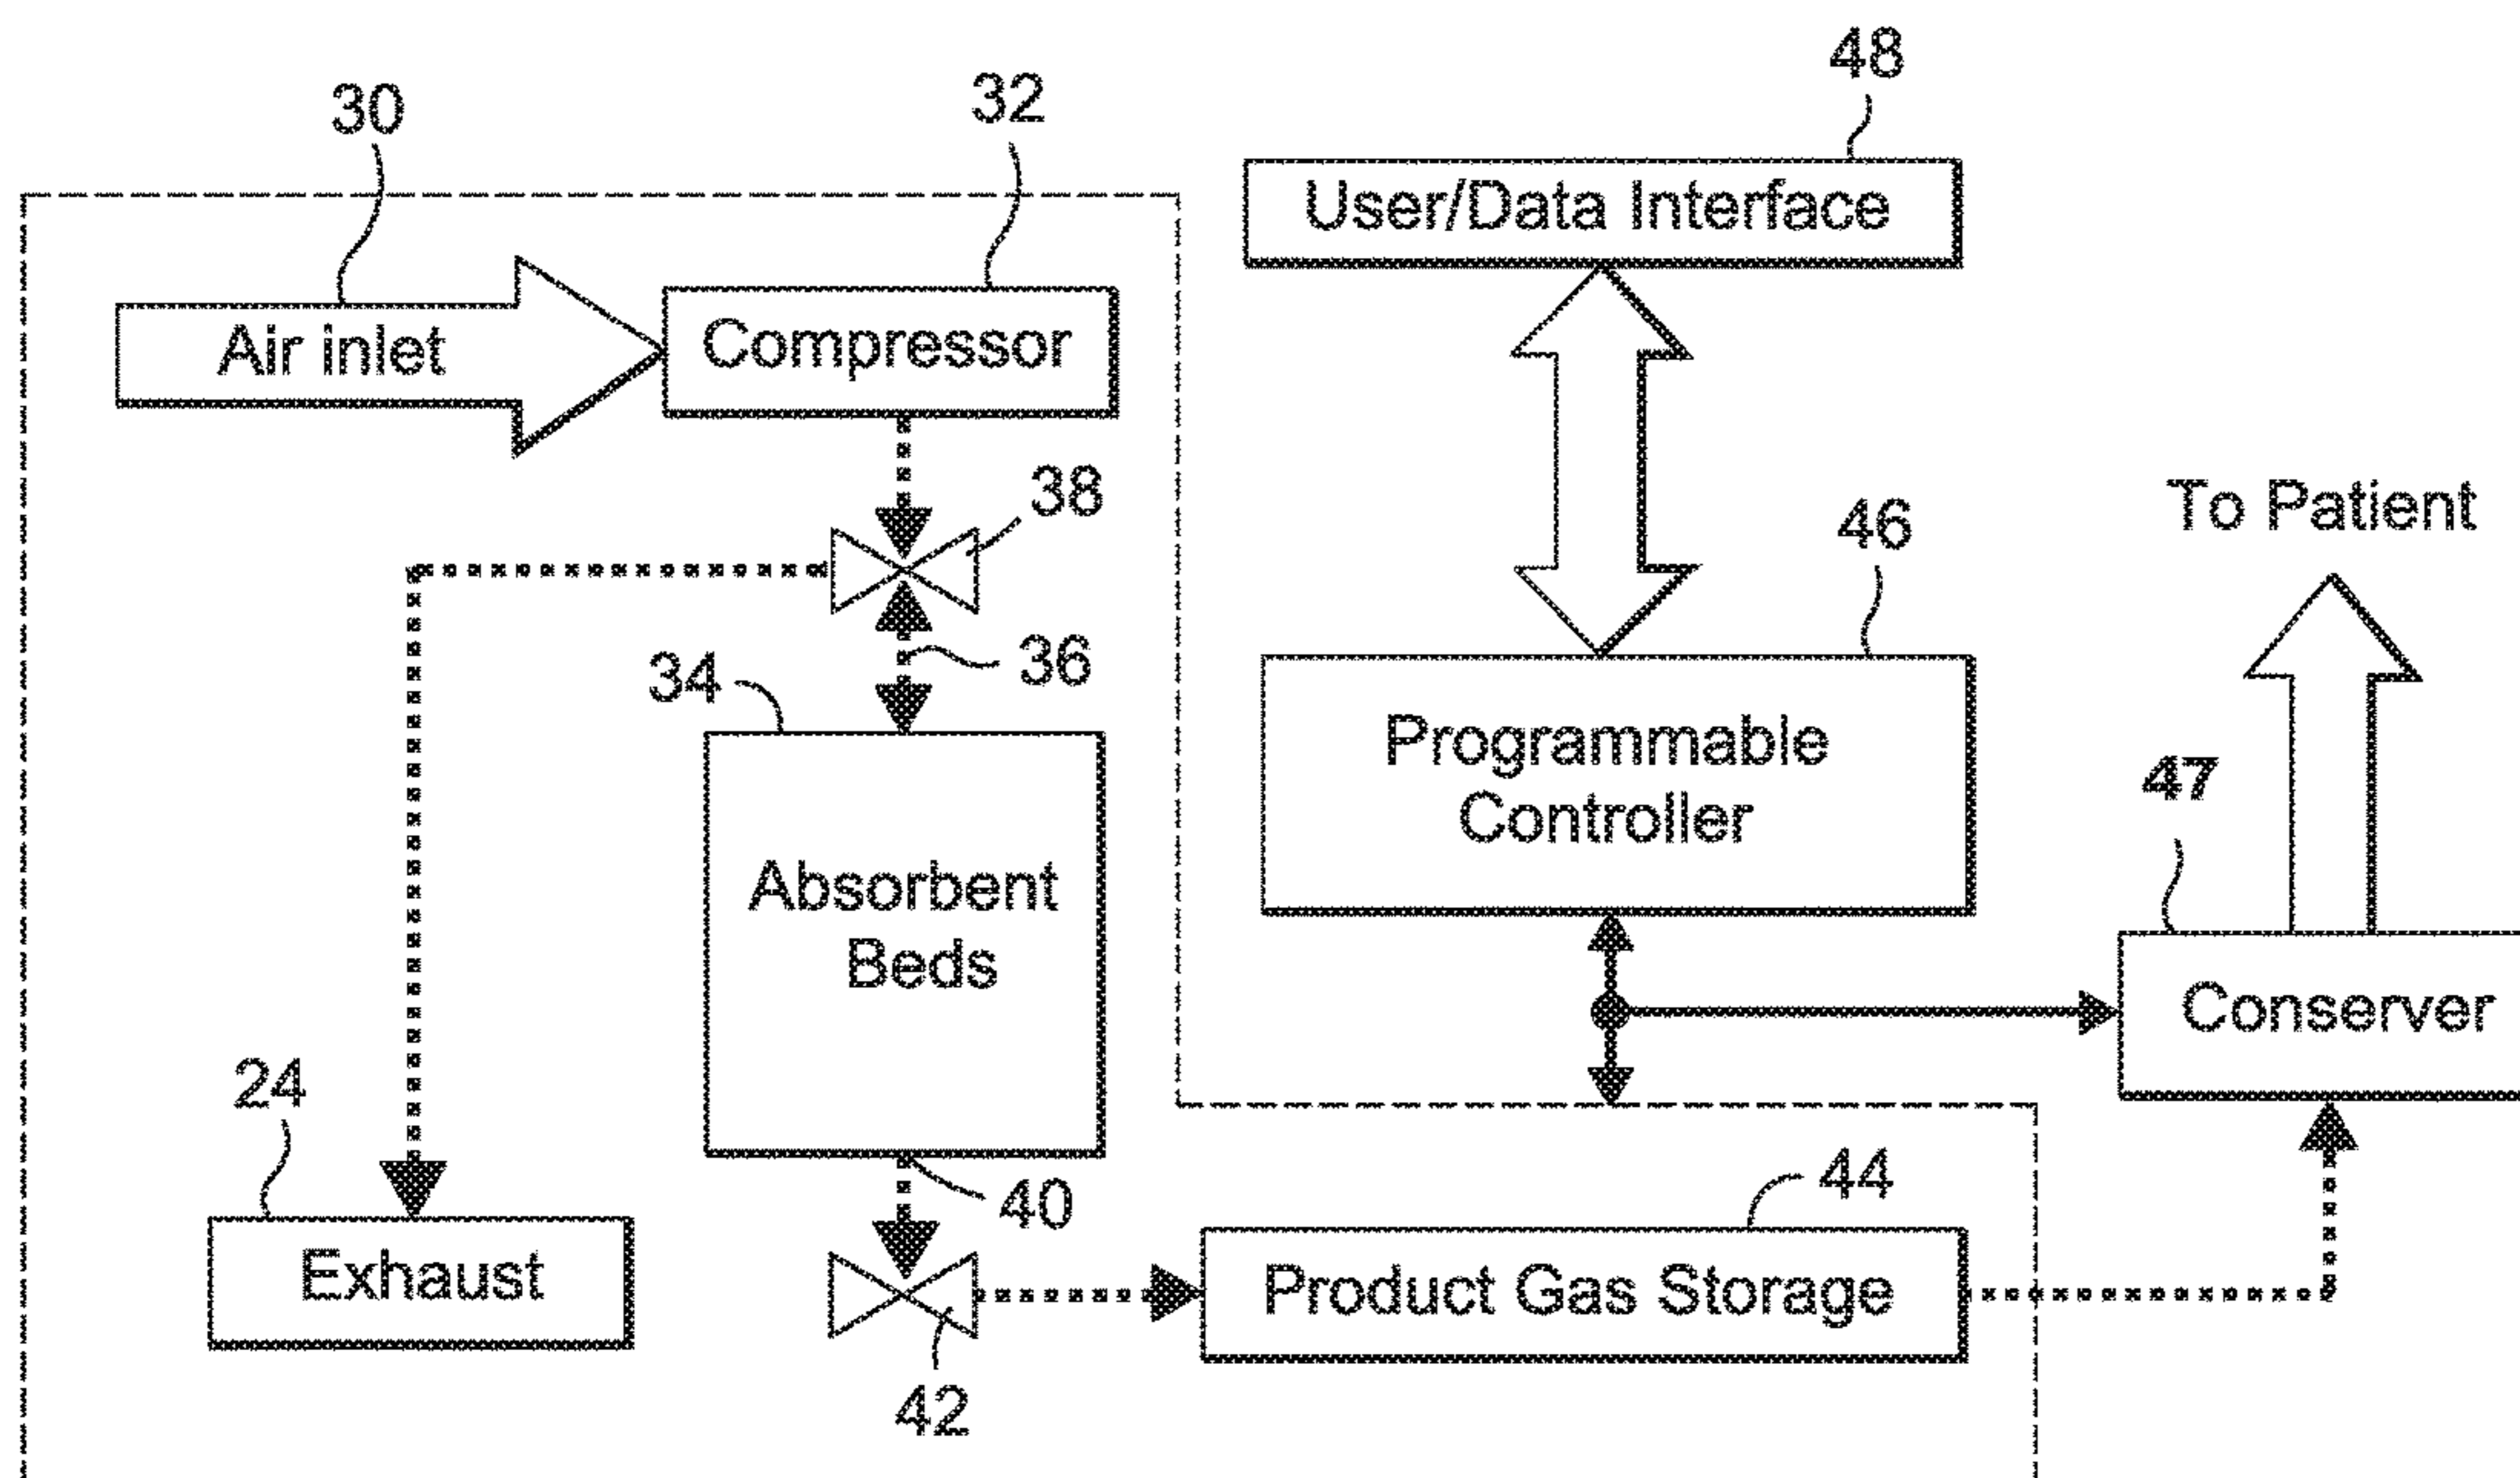 48
30
32
User/Data Interface
Air inlet
Compressor
38
46
To Patient
36
34
Programmable
Controller
47
Absorbent
Beds
Conserver
24
40
44
Exhaust
Product Gas Storage
42